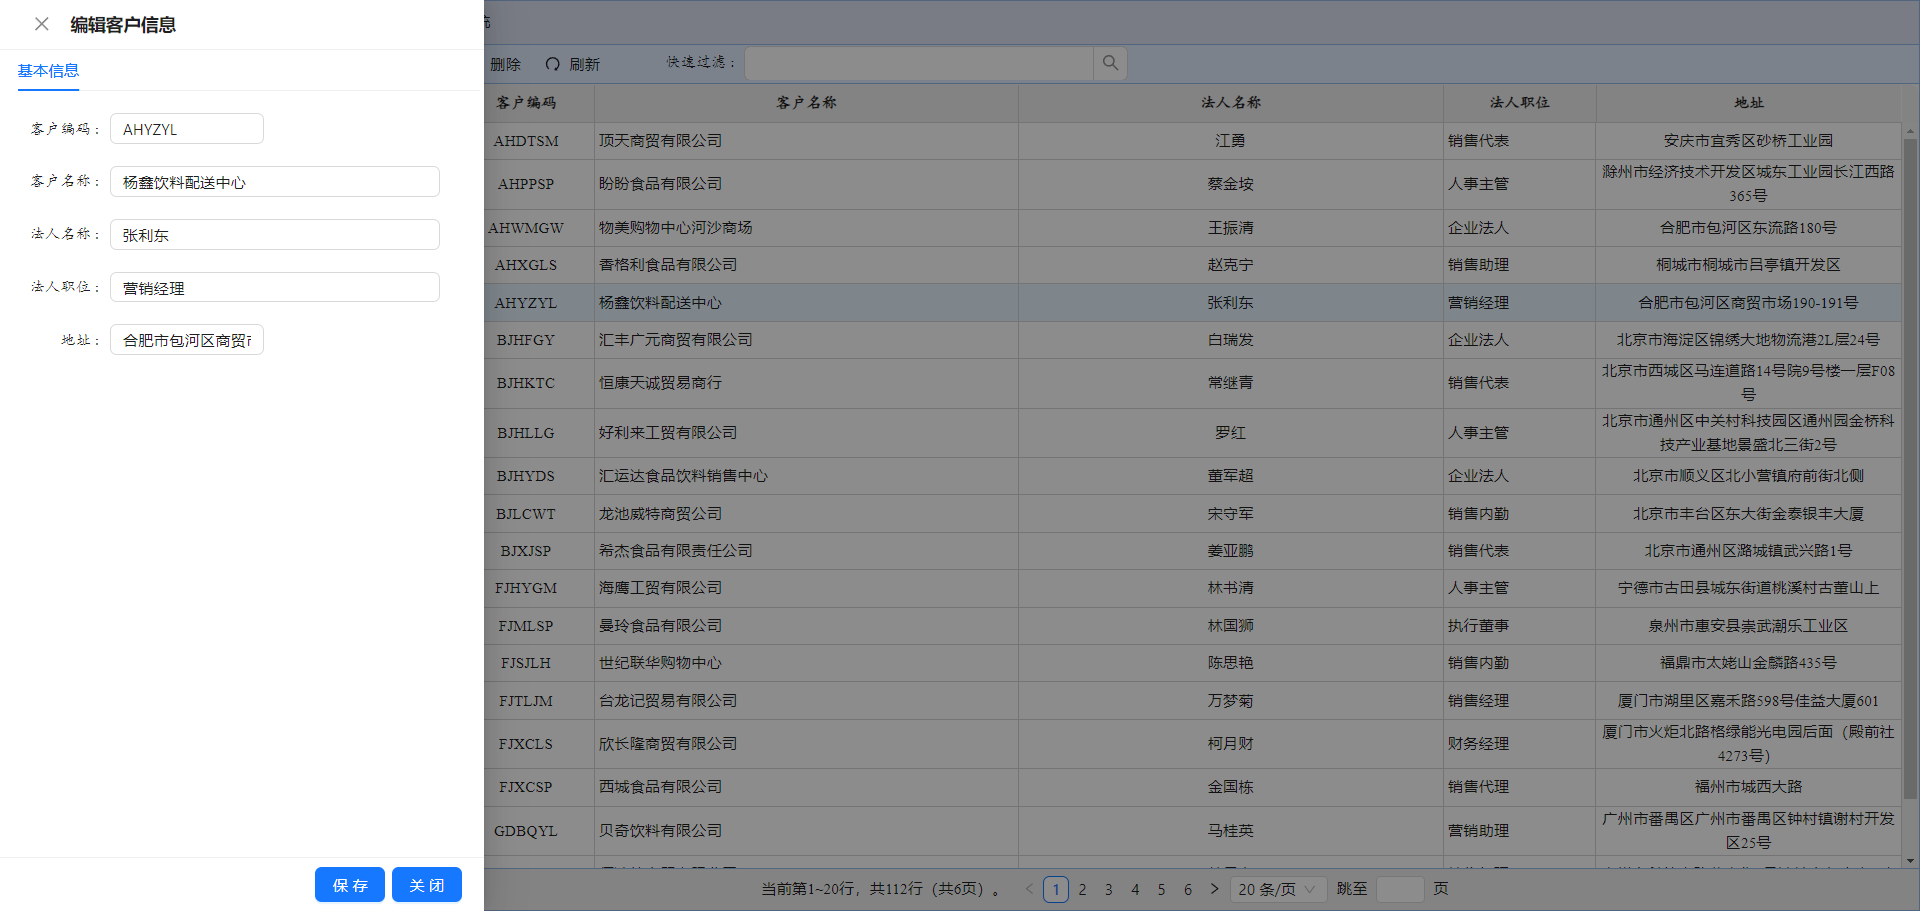 编辑客户信息
基本信息
客户编码： AHYZYL
客户名称： 杨鑫饮料配送中心
法人名称： 张利东
法人职位： 营销经理
地址： 合肥市包河区商贸
保 存 关 闭
删除 刷新 快速过滤：
客户编码 客户名称 法人名称 法人职位 地址
AHDTSM 顶天商贸有限公司 江勇 销售代表 安庆市宜秀区砂桥工业园
AHPPSP 盼盼食品有限公司 蔡金垵 人事主管 滁州市经济技术开发区城东工业园长江西路
365号
AHWMGW 物美购物中心河沙商场 王振清 企业法人 合肥市包河区东流路180号
AHXGLS 香格利食品有限公司 赵克宁 销售助理 桐城市桐城市吕亭镇开发区
AHYZYL 杨鑫饮料配送中心 张利东 营销经理 合肥市包河区商贸市场190-191号
BJHFGY 汇丰广元商贸有限公司 白瑞发 企业法人 北京市海淀区锦绣大地物流港2L层24号
BJHKTC 恒康天诚贸易商行 常继青 销售代表 北京市西城区马连道路14号院9号楼一层F08
号
BJHLLG 好利来工贸有限公司 罗红 人事主管 北京市通州区中关村科技园区通州园金桥科
技产业基地景盛北三街2号
BJHYDS 汇运达食品饮料销售中心 董军超 企业法人 北京市顺义区北小营镇府前街北侧
BJLCWT 龙池威特商贸公司 宋守军 销售内勤 北京市丰台区东大街金泰银丰大厦
BJXJSP 希杰食品有限责任公司 姜亚鹏 销售代表 北京市通州区潞城镇武兴路1号
FJHYGM 海鹰工贸有限公司 林书清 人事主管 宁德市古田县城东街道桃溪村古董山上
FJMLSP 曼玲食品有限公司 林国狮 执行董事 泉州市惠安县崇武潮乐工业区
FJSJLH 世纪联华购物中心 陈思艳 销售内勤 福鼎市太姥山金麟路435号
FJTLJM 台龙记贸易有限公司 万梦菊 销售经理 厦门市湖里区嘉禾路598号佳益大厦601
FJXCLS 欣长隆商贸有限公司 柯月财 财务经理 厦门市火炬北路格绿能光电园后面（殿前社
4273号）
FJXCSP 西城食品有限公司 金国栋 销售代理 福州市城西大路
GDBQYL 贝奇饮料有限公司 马桂英 营销助理 广州市番禺区广州市番禺区钟村镇谢村开发
区25号
当前第1~20行，共112行（共6页）。 1 2 3 4 5 6 20 条/页 跳至 页